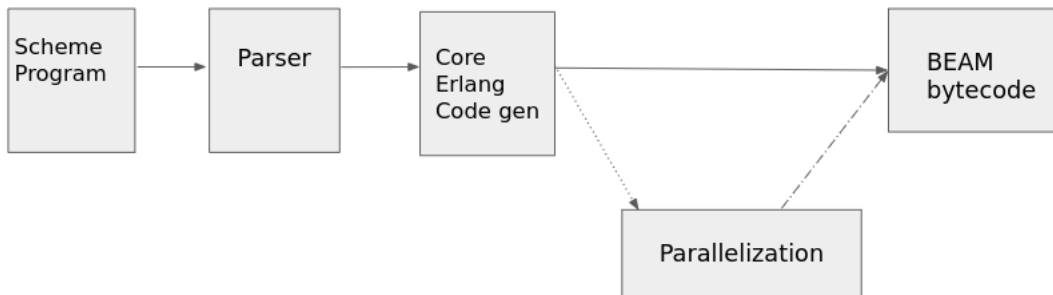 Scheme
Program
Parser
Core
Erlang
Code gen
BEAM
bytecode
Parallelization